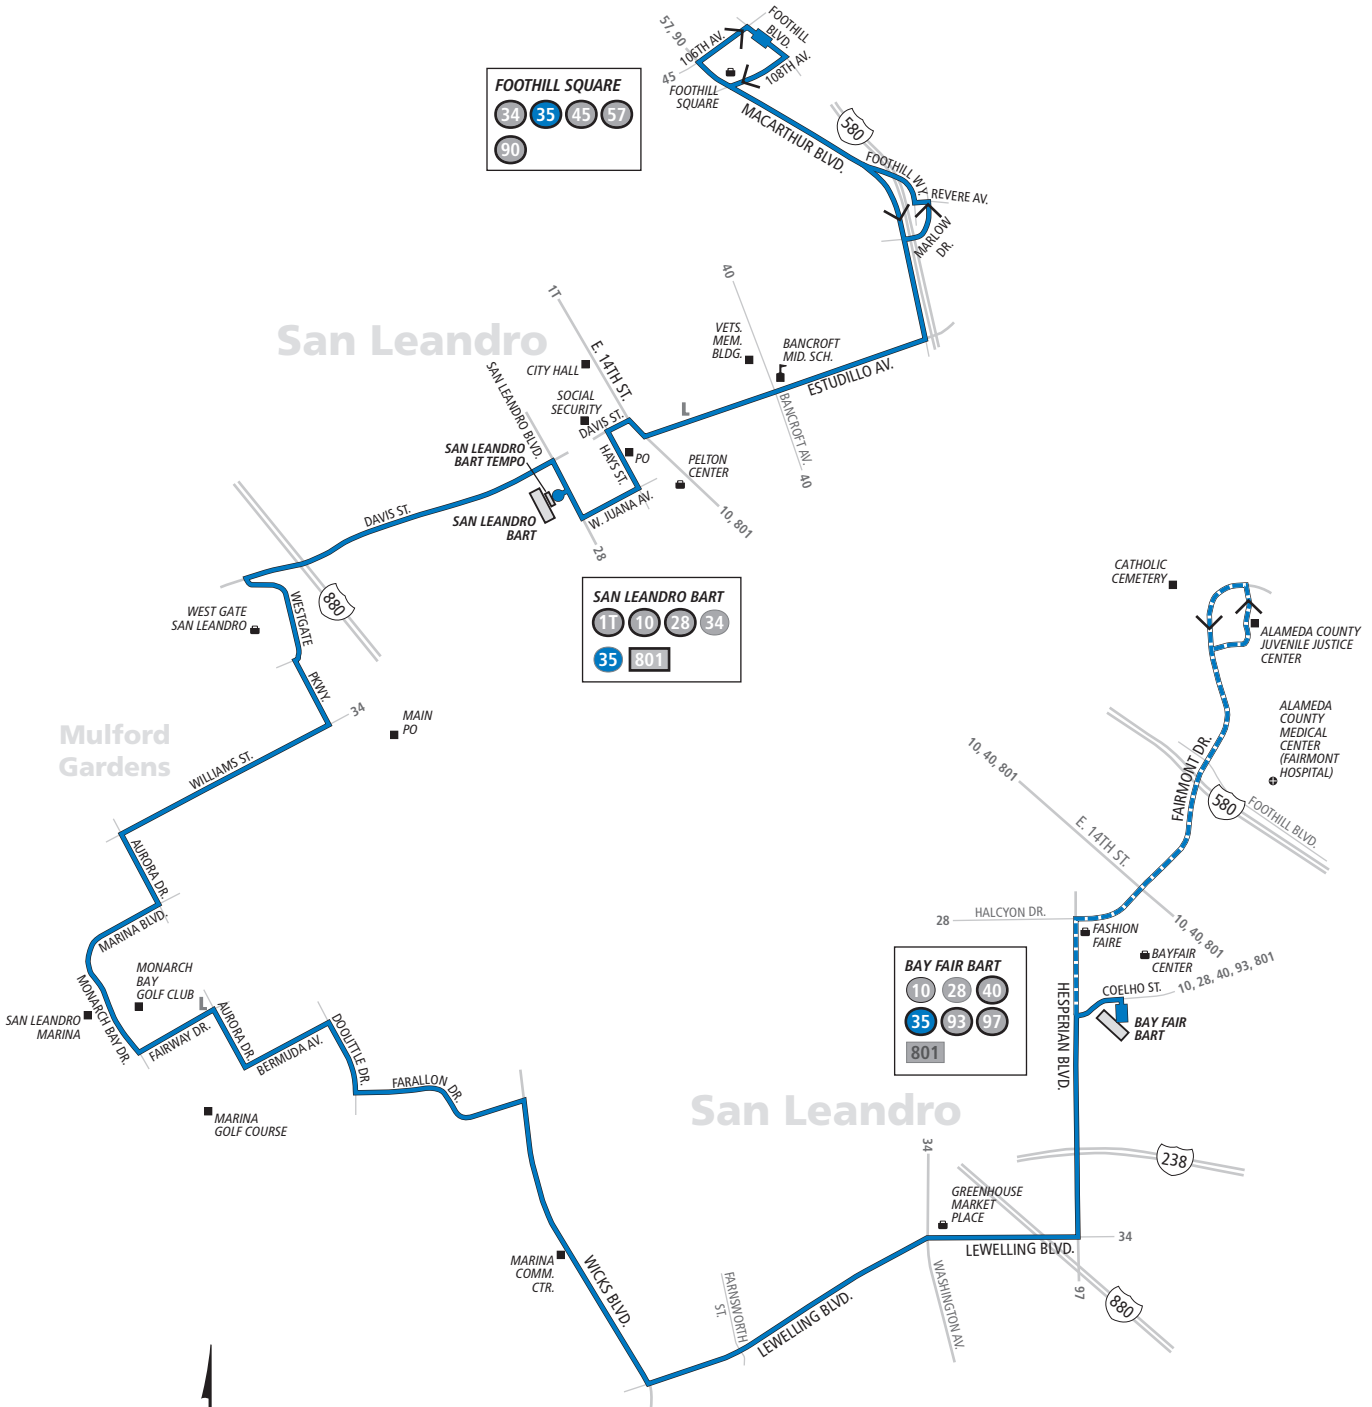 57, 90
106TH AV.
FOOTHILL
BLVD.
45
108TH AV.
FOOTHILL
SQUARE
FOOTHILL SQUARE
34 35 45 57
90
MACARTHUR BLVD.
580
FOOTHILL WY.
REVERE AV.
MARLOW
DR.
40
1T
San Leandro
VETS.
MEM.
BLDG.
BANCROFT
MID. SCH.
E. 14TH ST.
CITY HALL
ESTUDILLO AV.
SAN LEANDRO BLVD.
SOCIAL
SECURITY
L
BANCROFT AV.
DAVIS ST.
SAN LEANDRO
BART TEMPO
HAYS ST.
PO
PELTON
CENTER
40
W. JUANA AV.
DAVIS ST.
SAN LEANDRO
BART
10, 801
28
CATHOLIC
CEMETERY
880
WESTGATE
PKWY.
WEST GATE
SAN LEANDRO
SAN LEANDRO BART
1T 10 28 34
35 801
ALAMEDA COUNTY
JUVENILE JUSTICE
CENTER
34
MAIN
PO
ALAMEDA
COUNTY
MEDICAL
CENTER
(FAIRMONT
HOSPITAL)
Mulford
Gardens
WILLIAMS ST.
10, 40, 801
FAIRMONT DR.
580
FOOTHILL BLVD.
E. 14TH ST.
AURORA DR.
28
HALCYON DR.
MARINA BLVD.
FASHION
FAIRE
10, 40, 801
BAYFAIR
CENTER
10, 28, 40, 93, 801
COELHO ST.
BAY FAIR
BART
BAY FAIR BART
10 28 40
35 93 97
801
MONARCH
BAY
GOLF CLUB
MONARCH BAY DR.
L
SAN LEANDRO
MARINA
FAIRWAY DR.
AURORA DR.
BERMUDA AV.
DOOLITTLE DR.
HESPERIAN BLVD.
FARALLON DR.
MARINA
GOLF COURSE
San Leandro
34
238
GREENHOUSE
MARKET
PLACE
LEWELLING BLVD.
34
MARINA
COMM.
CTR.
WICKS BLVD.
FARNSWORTH
ST.
WASHINGTON AV.
97
880
LEWELLING BLVD.